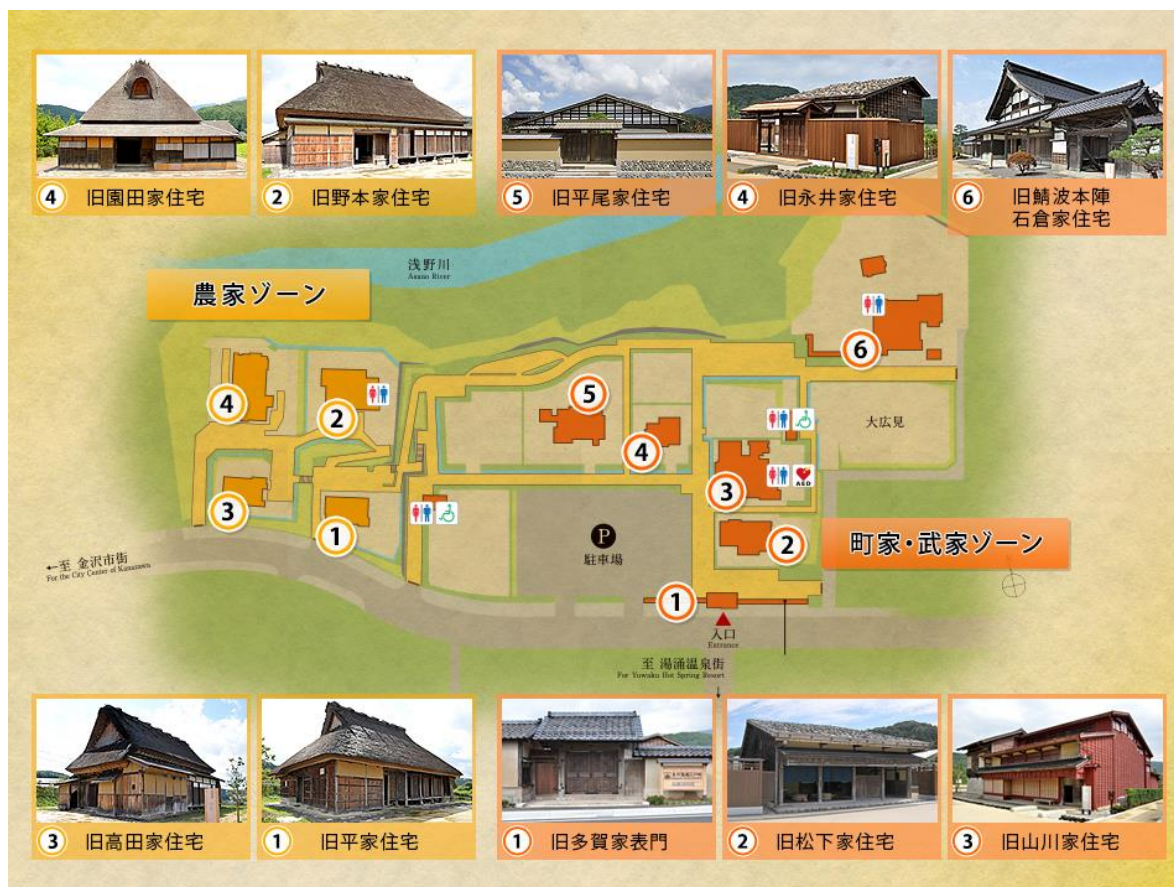 ④ 旧園田家住宅
② 旧野本家住宅
⑤ 旧平尾家住宅
④ 旧永井家住宅
⑥ 旧鯖波本陣
石倉家住宅
浅野川
Asano River
農家ゾーン
6
5
4
2
4
大広見
3
AED
3
1
P
駐車場
2
町家・武家ゾーン
←至 金沢市街
For the City Center of Kanazawa
1
入口
Entrance
至 湯涌温泉街
For Yuwaku Hot Spring Resort
③ 旧高田家住宅
① 旧平家住宅
① 旧多賀家表門
② 旧松下家住宅
③ 旧山川家住宅